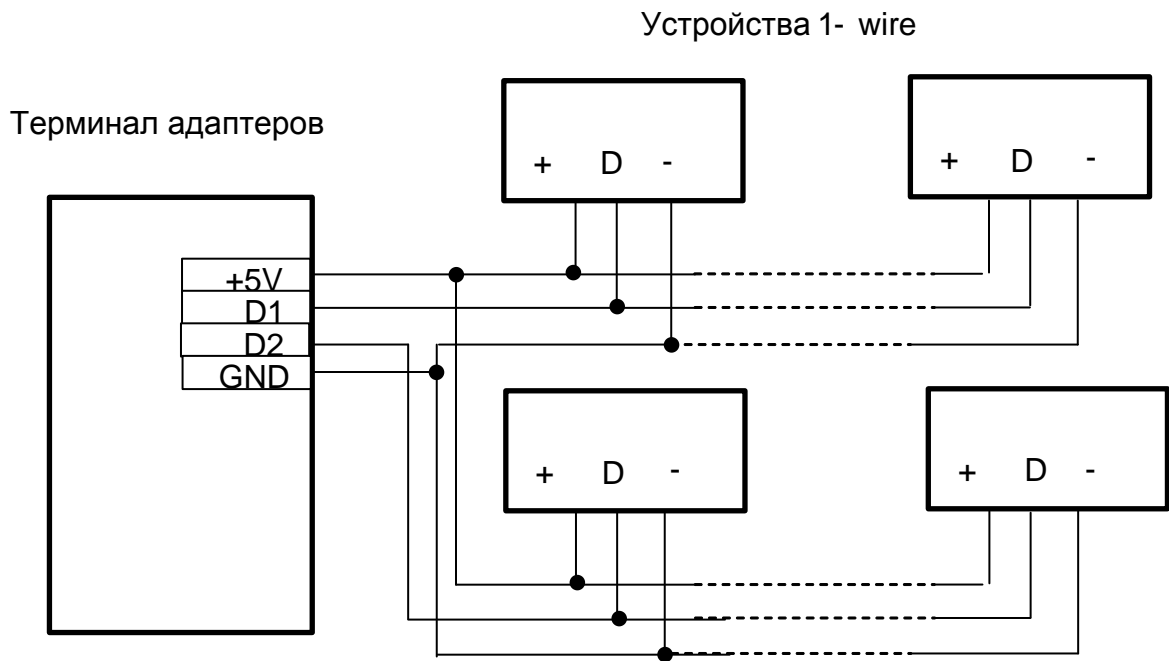 Устройства 1- wire
Терминал адаптеров
+ D -
+ D -
+5V
D1
D2
GND
+ D -
+ D -